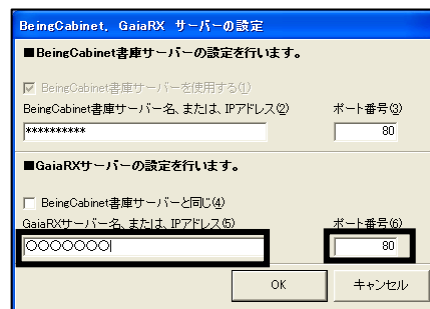 BeingCabinet, GaiaRX サーバーの設定
■BeingCabinet書庫サーバーの設定を行います。
BeingCabinet書庫サーバーを使用する(1)
BeingCabinet書庫サーバー名、または、IPアドレス(2) ポート番号(3)
********** 80
■GaiaRXサーバーの設定を行います。
BeingCabinet書庫サーバーと同じ(4)
GaiaRXサーバー名、または、IPアドレス(5) ポート番号(6)
○○○○○○○ 80
OK キャンセル